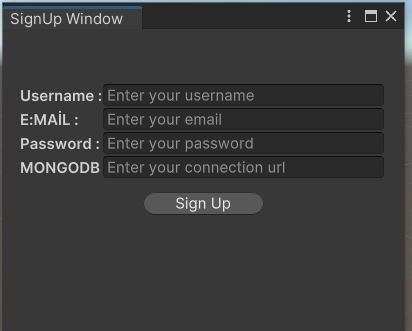 SignUp Window
Username : Enter your username
E:MAİL : Enter your email
Password : Enter your password
MONGODB Enter your connection url
Sign Up